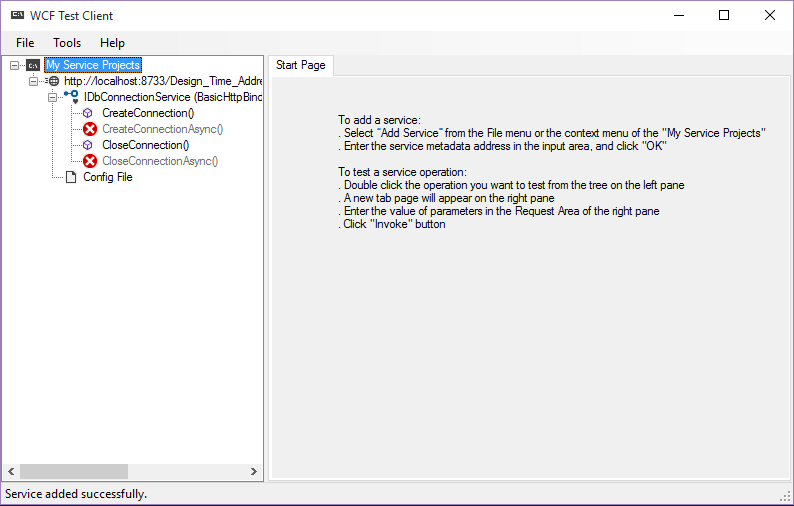 WCF Test Client
File Tools Help
My Service Projects
http://localhost:8733/Design_Time_Addre
IDbConnectionService (BasicHttpBind
CreateConnection()
CreateConnectionAsync()
CloseConnection()
CloseConnectionAsync()
Config File
Start Page
To add a service:
. Select "Add Service" from the File menu or the context menu of the "My Service Projects"
. Enter the service metadata address in the input area, and click "OK"
To test a service operation:
. Double click the operation you want to test from the tree on the left pane
. A new tab page will appear on the right pane
. Enter the value of parameters in the Request Area of the right pane
. Click "Invoke" button
Service added successfully.